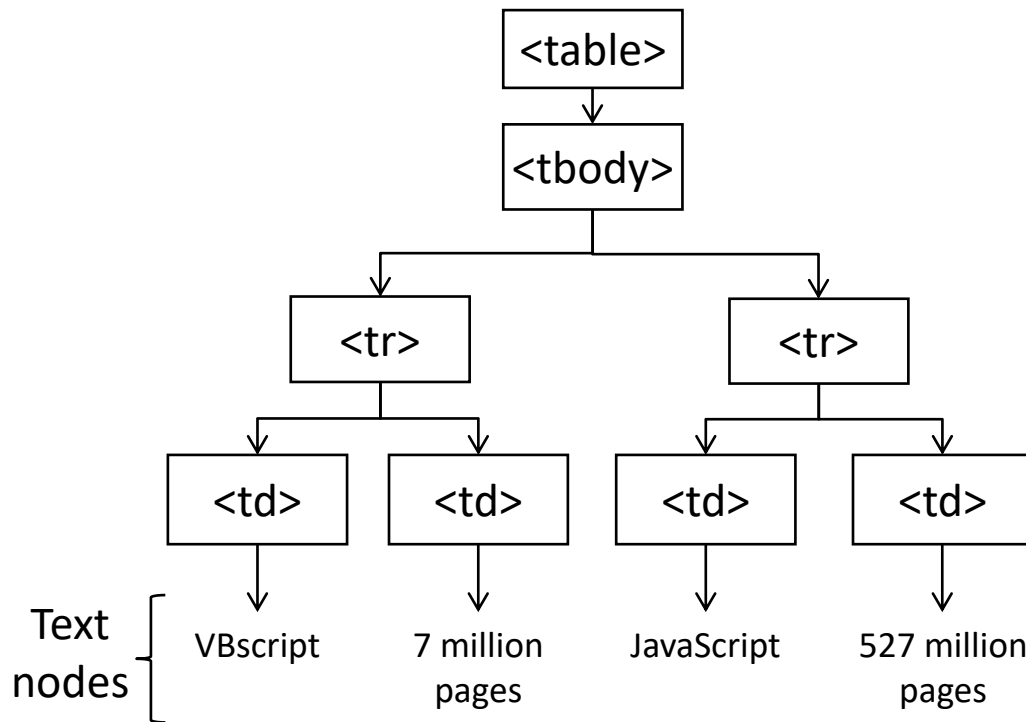 <table>
<tbody>
<tr>
<tr>
<td>
<td>
<td>
<td>
Text
nodes
VBscript
7 million
pages
JavaScript
527 million
pages